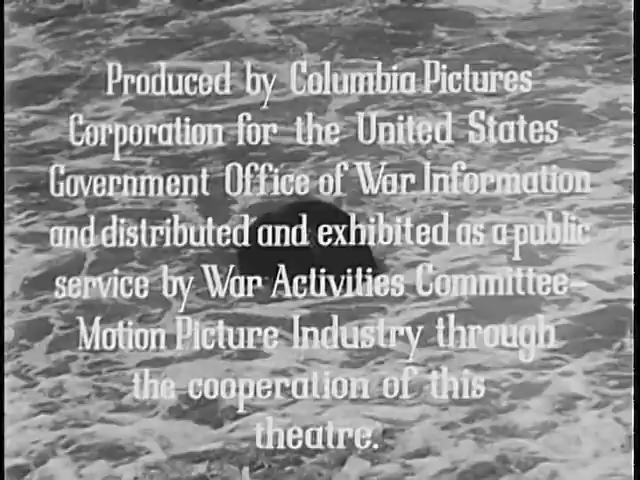 Produced by Columbia Pictures
Corporation for the United States
Government Office of War Information
and distributed and exhibited as a public
service by War Activities Committee-
Motion Picture Industry through
the cooperation of this
theatre.